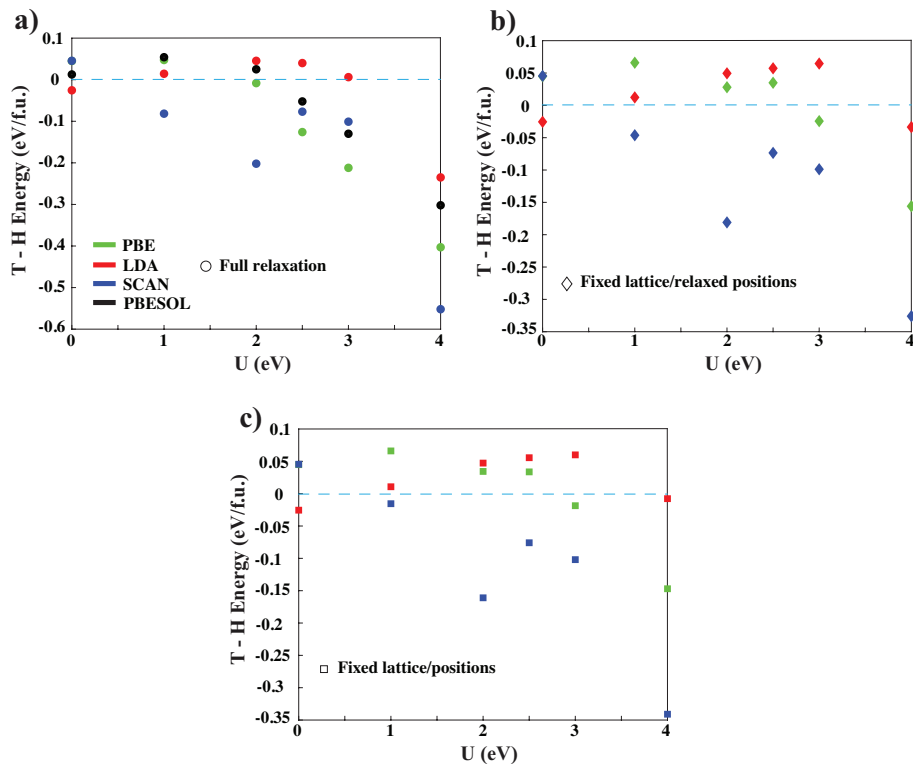 a)
0.1
0
-0.1
-0.2
-0.3
-0.4
-0.5
-0.6
T - H Energy (eV/f.u.)
PBE
LDA
SCAN
PBESOL
Full relaxation
0 1 2 3 4
U (eV)
b)
0.1
0.05
0
-0.05
-0.1
-0.15
-0.2
-0.25
-0.3
-0.35
T - H Energy (eV/f.u.)
Fixed lattice/relaxed positions
0 1 2 3 4
U (eV)
c)
0.1
0.05
0
-0.05
-0.1
-0.15
-0.2
-0.25
-0.3
-0.35
T - H Energy (eV/f.u.)
Fixed lattice/positions
0 1 2 3 4
U (eV)